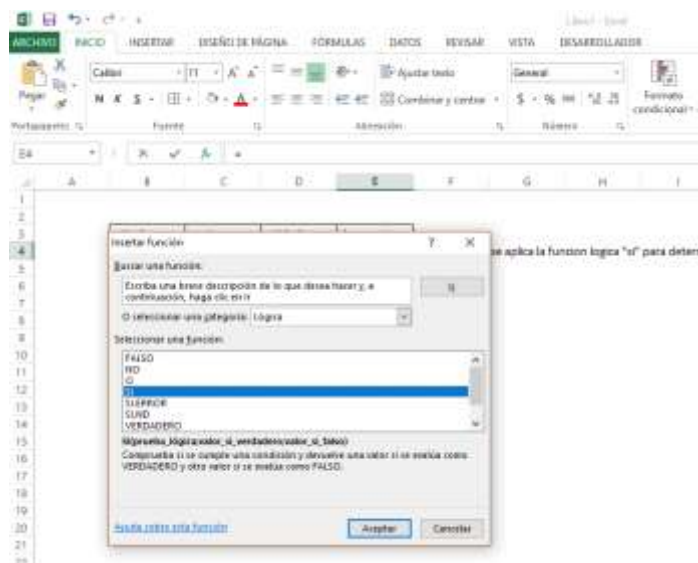 Libro1 - Excel
ARCHIVO INICIO INSERTAR DISEÑO DE PÁGINA FÓRMULAS DATOS REVISAR VISTA DESARROLLADOR
Calibri 11 A A Ajustar texto General
Pegar N K S A Combinar y centrar $ % 000 Formato
condicional
Portapapeles Fuente Alineación Número
E4 =
A B C D E F G H I
1
2
3
4 se aplica la funcion logica "si" para deter
5
6
7
8
9
10
11
12
13
14
15
16
17
18
19
20
21
Insertar función ? X
Buscar una función:
Escriba una breve descripción de lo que desea hacer y, a
continuación, haga clic en Ir
Ir
O seleccionar una categoría: Lógica
Seleccionar una función:
FALSO
NO
O
SI
SI.ERROR
SI.ND
VERDADERO
SI(prueba_lógica;valor_si_verdadero;valor_si_falso)
Comprueba si se cumple una condición y devuelve una valor si se evalúa como
VERDADERO y otro valor si se evalúa como FALSO.
Ayuda sobre esta función
Aceptar Cancelar